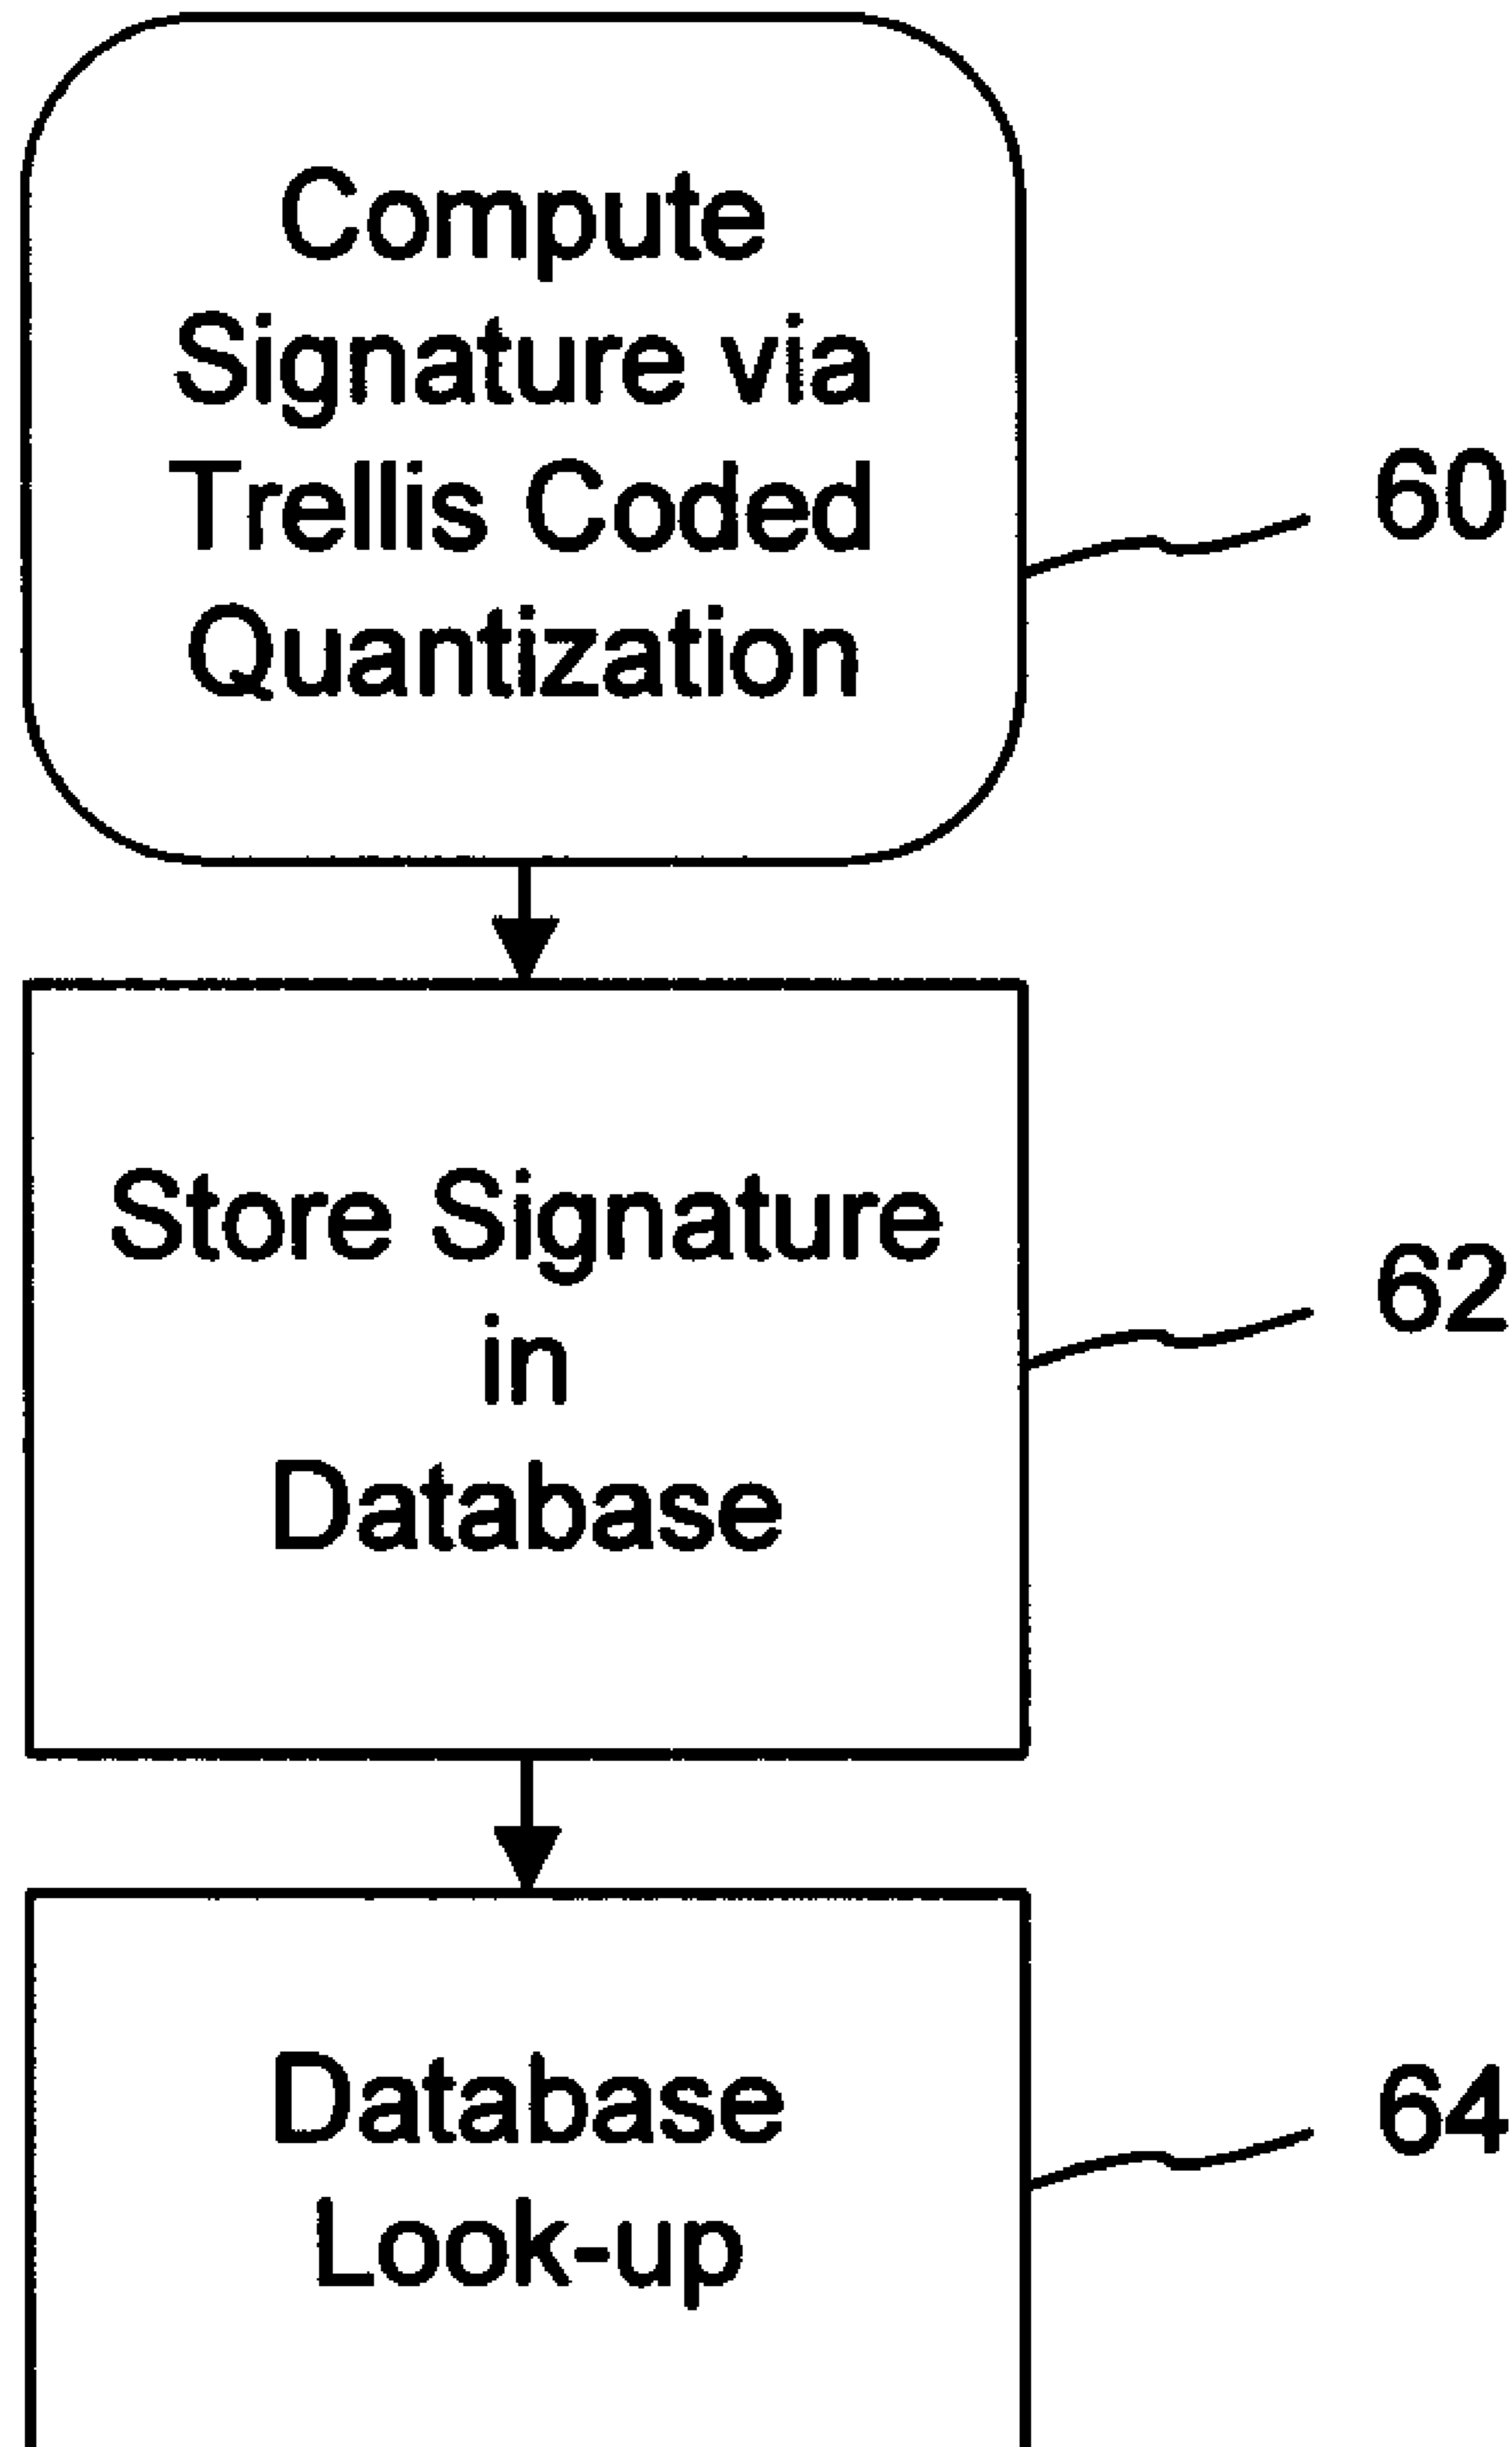 Compute
Signature via
Trellis Coded
Quantization
60
Store Signature
in
Database
62
Database
Look-up
64